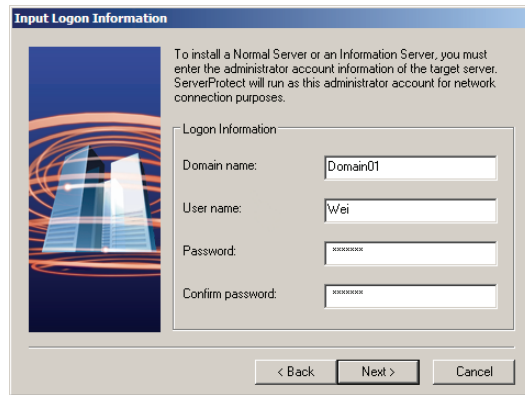 Input Logon Information
To install a Normal Server or an Information Server, you must
enter the administrator account information of the target server.
ServerProtect will run as this administrator account for network
connection purposes.
Logon Information
Domain name:
Domain01
User name:
Wei
Password:
×××××××
Confirm password:
×××××××
< Back
Next >
Cancel